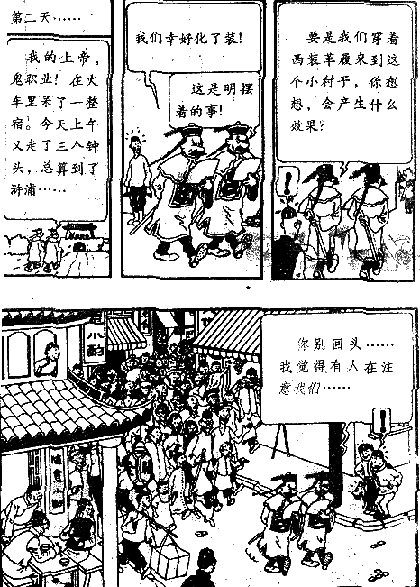 第二天……
我的上帝，
鬼职业！在火
车里呆了一整
宿。今天上午
又走了三八钟
头，总算到了
浒浦……
我们幸好化了装！
这是明摆
着的事！
要是我们穿着
西装革履来到这
个小村子，你想
想，会产生什么
效果？
！
你别回头……
我觉得有人在注
意我们……
！